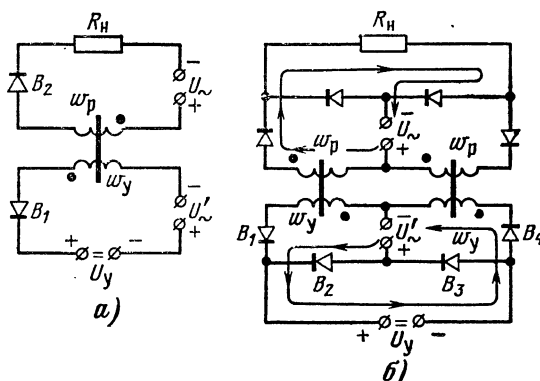 Rн
B₂
−
U~
+
wр
wу
B₁
−
U'~
+
+ = −
Uу
а)
Rн
−
U~
+
wр
wр
wу
wу
B₁
B₄
−
U'~
+
B₂
B₃
+ = −
Uу
б)